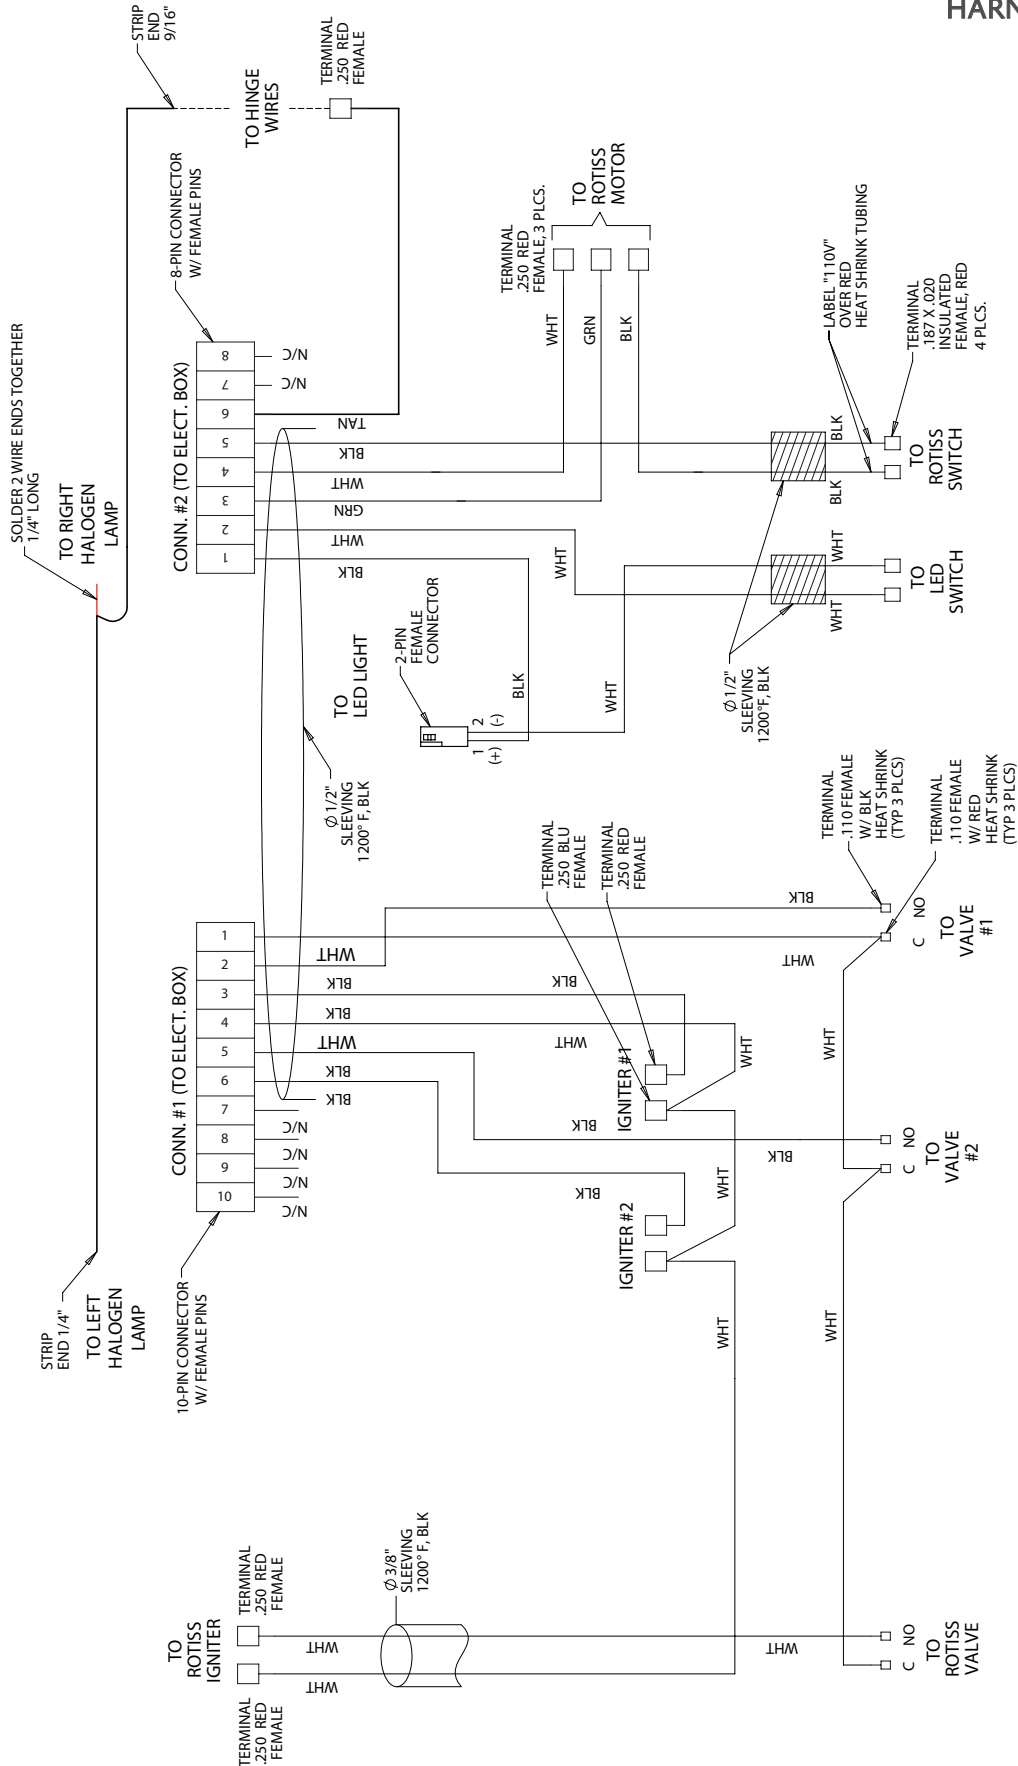 HARN
STRIP
END
9/16"
TO HINGE
WIRES
TERMINAL
.250 RED
FEMALE
SOLDER 2 WIRE ENDS TOGETHER
1/4" LONG
TO RIGHT
HALOGEN
LAMP
8-PIN CONNECTOR
W/ FEMALE PINS
CONN. #2 (TO ELECT. BOX)
8
7
6
5
4
3
2
1
N/C
N/C
TAN
BLK
WHT
GRN
WHT
BLK
TERMINAL
.250 RED
FEMALE, 3 PLCS.
TO
ROTISS
MOTOR
WHT
GRN
BLK
LABEL "110V"
OVER RED
HEAT SHRINK TUBING
TERMINAL
.187 X .020
INSULATED
FEMALE, RED
4 PLCS.
BLK
BLK
TO
ROTISS
SWITCH
WHT
WHT
WHT
TO
LED
SWITCH
Ø 1/2"
SLEEVING
1200°F, BLK
TO
LED LIGHT
2-PIN
FEMALE
CONNECTOR
1
(+)
2
(-)
BLK
WHT
Ø 1/2"
SLEEVING
1200° F, BLK
STRIP
END 1/4"
TO LEFT
HALOGEN
LAMP
10-PIN CONNECTOR
W/ FEMALE PINS
CONN. #1 (TO ELECT. BOX)
1
2
3
4
5
6
7
8
9
10
WHT
BLK
BLK
WHT
BLK
BLK
N/C
N/C
N/C
N/C
TERMINAL
.250 BLU
FEMALE
TERMINAL
.250 RED
FEMALE
BLK
WHT
IGNITER #1
WHT
BLK
BLK
IGNITER #2
WHT
WHT
TERMINAL
.110 FEMALE
W/ BLK
HEAT SHRINK
(TYP 3 PLCS)
TERMINAL
.110 FEMALE
W/ RED
HEAT SHRINK
(TYP 3 PLCS)
BLK
WHT
C
NO
TO
VALVE
#1
WHT
BLK
C
NO
TO
VALVE
#2
WHT
TO
ROTISS
IGNITER
TERMINAL
.250 RED
FEMALE
TERMINAL
.250 RED
FEMALE
WHT
WHT
Ø 3/8"
SLEEVING
1200° F, BLK
WHT
C
NO
TO
ROTISS
VALVE